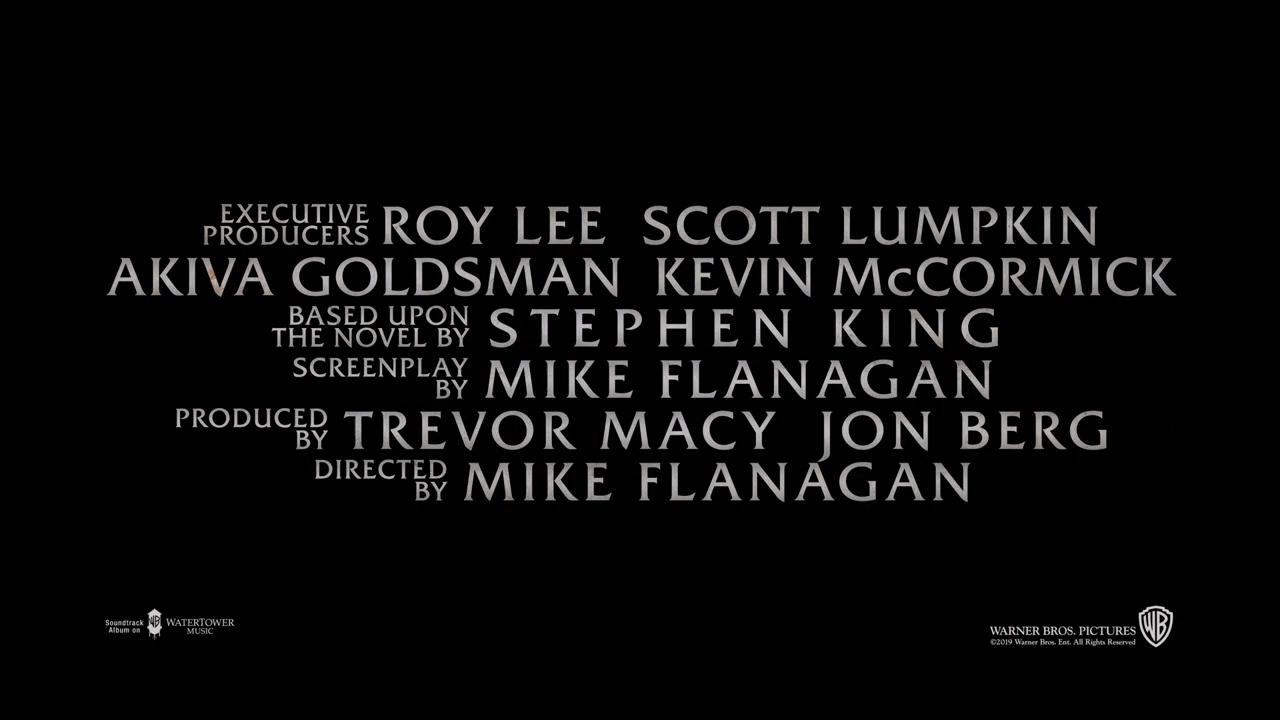 EXECUTIVE PRODUCERS ROY LEE SCOTT LUMPKIN
AKIVA GOLDSMAN KEVIN McCORMICK
BASED UPON THE NOVEL BY STEPHEN KING
SCREENPLAY BY MIKE FLANAGAN
PRODUCED BY TREVOR MACY JON BERG
DIRECTED BY MIKE FLANAGAN
Soundtrack Album on WB WATERTOWER MUSIC
WARNER BROS. PICTURES WB
©2019 Warner Bros. Ent. All Rights Reserved